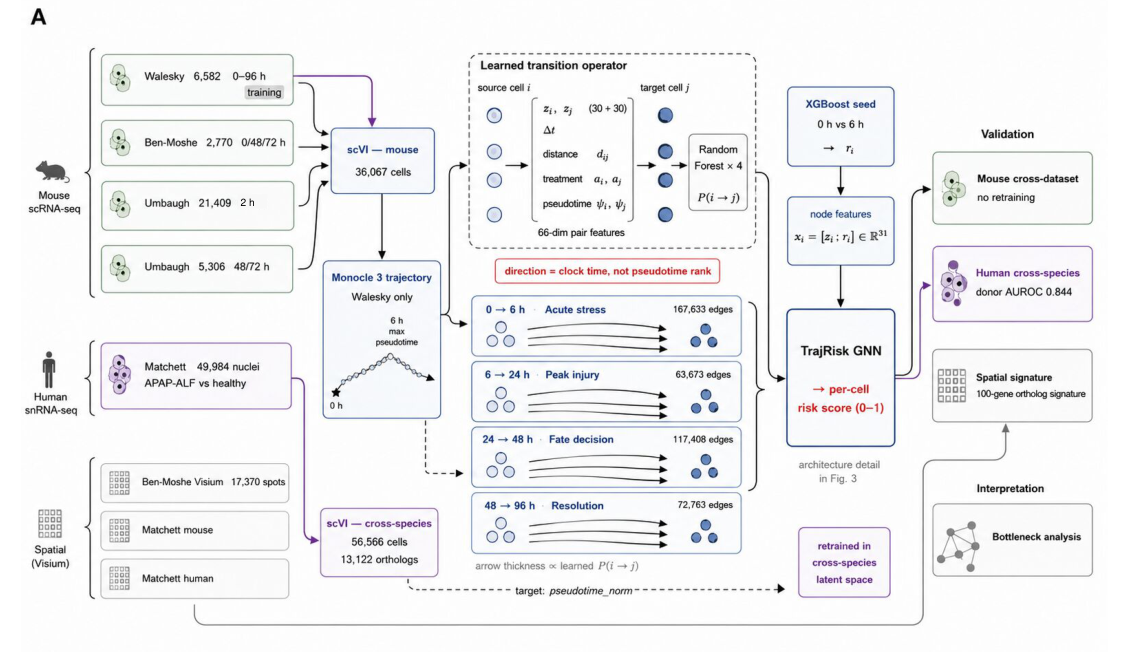 A
Walesky 6,582 0–96 h
training
Ben-Moshe 2,770 0/48/72 h
Umbaugh 21,409 2 h
Umbaugh 5,306 48/72 h
Mouse
scRNA-seq
Matchett 49,984 nuclei
APAP-ALF vs healthy
Human
snRNA-seq
Ben-Moshe Visium 17,370 spots
Matchett mouse
Matchett human
Spatial
(Visium)
scVI — mouse
36,067 cells
Monocle 3 trajectory
Walesky only
6 h
max
pseudotime
0 h
scVI — cross-species
56,566 cells
13,122 orthologs
Learned transition operator
source cell i
target cell j
z_i, z_j (30 + 30)
Δt
distance d_ij
treatment a_i, a_j
pseudotime ψ_i, ψ_j
66-dim pair features
Random
Forest × 4
P(i → j)
direction = clock time, not pseudotime rank
0 → 6 h · Acute stress 167,633 edges
6 → 24 h · Peak injury 63,673 edges
24 → 48 h · Fate decision 117,408 edges
48 → 96 h · Resolution 72,763 edges
arrow thickness ∝ learned P(i → j)
target: pseudotime_norm
XGBoost seed
0 h vs 6 h
→ r_i
node features
x_i = [z_i ; r_i] ∈ ℝ³¹
TrajRisk GNN
→ per-cell
risk score (0–1)
architecture detail
in Fig. 3
retrained in
cross-species
latent space
Validation
Mouse cross-dataset
no retraining
Human cross-species
donor AUROC 0.844
Spatial signature
100-gene ortholog signature
Interpretation
Bottleneck analysis